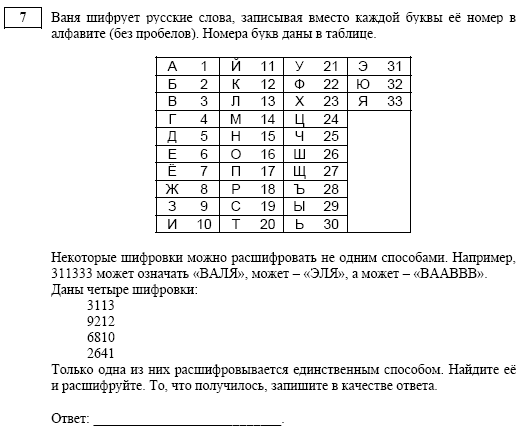 7 Ваня шифрует русские слова, записывая вместо каждой буквы её номер в
алфавите (без пробелов). Номера букв даны в таблице.
А 1 Й 11 У 21 Э 31
Б 2 К 12 Ф 22 Ю 32
В 3 Л 13 Х 23 Я 33
Г 4 М 14 Ц 24
Д 5 Н 15 Ч 25
Е 6 О 16 Ш 26
Ё 7 П 17 Щ 27
Ж 8 Р 18 Ъ 28
З 9 С 19 Ы 29
И 10 Т 20 Ь 30
Некоторые шифровки можно расшифровать не одним способами. Например,
311333 может означать «ВАЛЯ», может – «ЭЛЯ», а может – «ВААВВВ».
Даны четыре шифровки:
3113
9212
6810
2641
Только одна из них расшифровывается единственным способом. Найдите её
и расшифруйте. То, что получилось, запишите в качестве ответа.
Ответ: ___________________________.